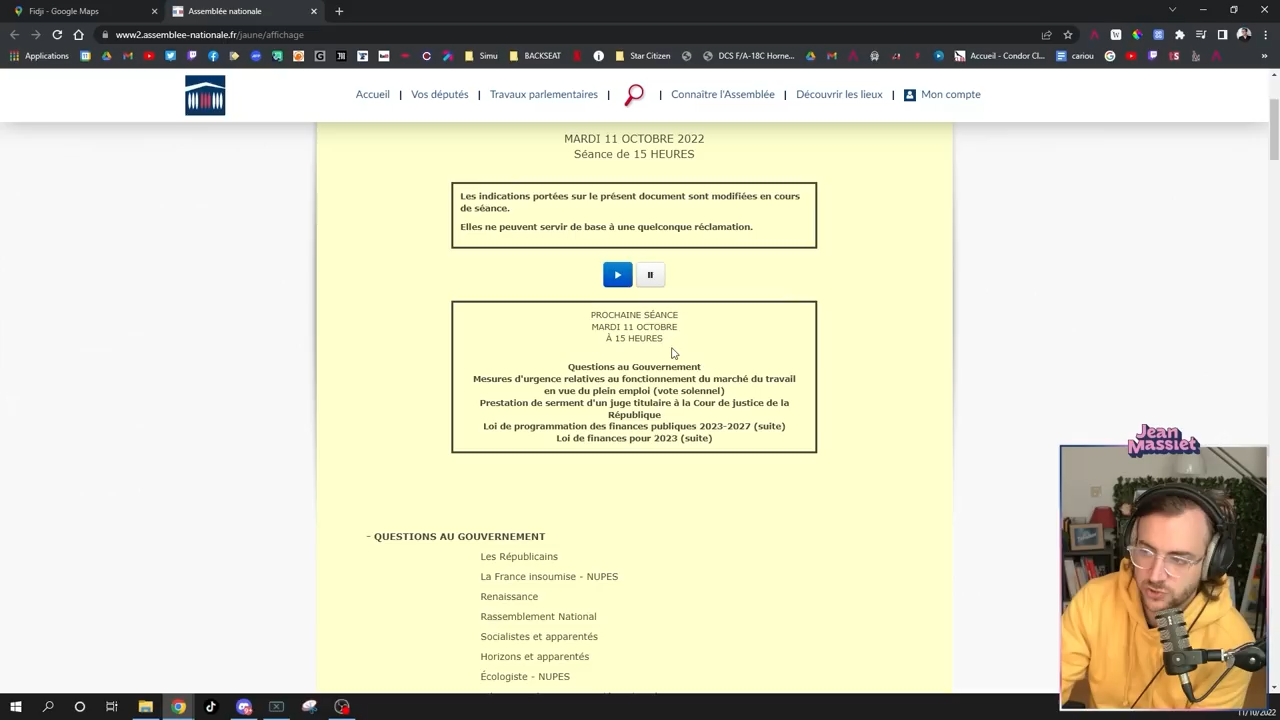 Fidji - Google Maps
Assemblée nationale
www2.assemblee-nationale.fr/jaune/affichage
Applications
Simu
BACKSEAT
Star Citizen
DCS F/A-18C Horne...
Accueil - Condor Cl...
Freta
cariou
Accueil | Vos députés | Travaux parlementaires | | Connaître l'Assemblée | Découvrir les lieux | Mon compte
MARDI 11 OCTOBRE 2022
Séance de 15 HEURES
Les indications portées sur le présent document sont modifiées en cours
de séance.
Elles ne peuvent servir de base à une quelconque réclamation.
PROCHAINE SÉANCE
MARDI 11 OCTOBRE
À 15 HEURES
Questions au Gouvernement
Mesures d'urgence relatives au fonctionnement du marché du travail
en vue du plein emploi (vote solennel)
Prestation de serment d'un juge titulaire à la Cour de justice de la
République
Loi de programmation des finances publiques 2023-2027 (suite)
Loi de finances pour 2023 (suite)
- QUESTIONS AU GOUVERNEMENT
Les Républicains
La France insoumise - NUPES
Renaissance
Rassemblement National
Socialistes et apparentés
Horizons et apparentés
Écologiste - NUPES
Jean
Massiet
11/10/2022